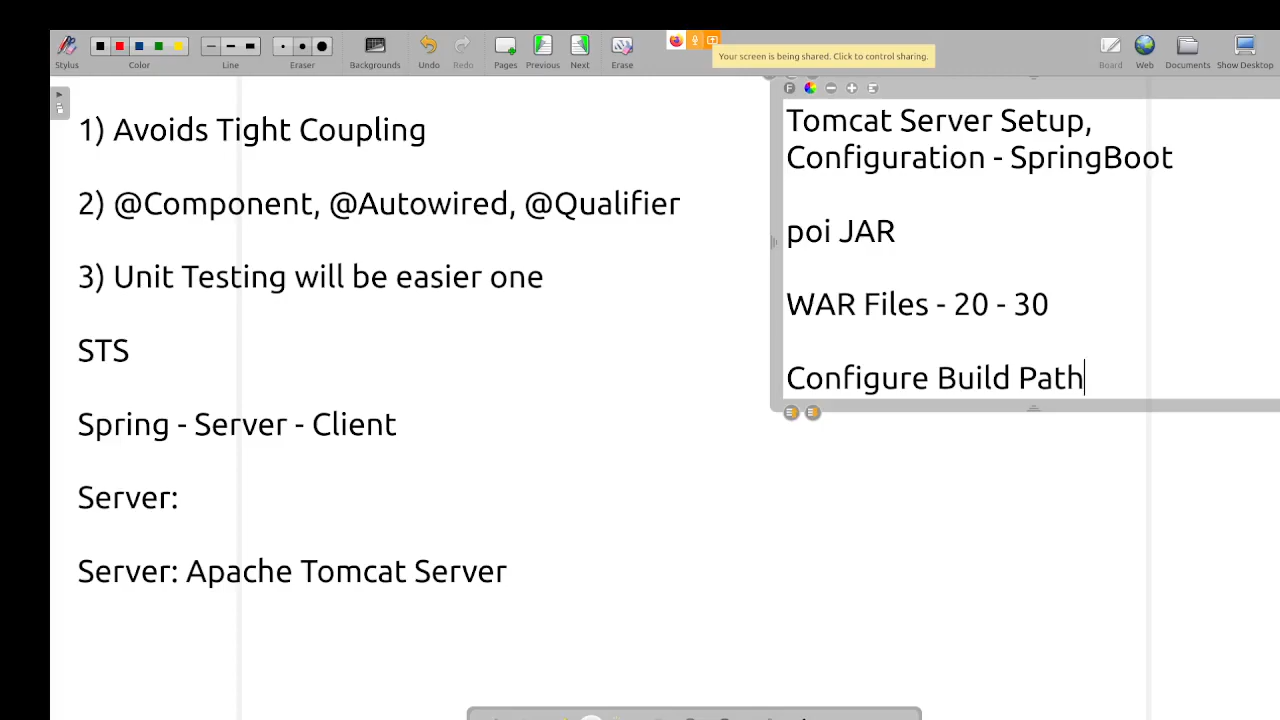 Stylus
Color
Line
Eraser
Backgrounds
Undo
Redo
Pages
Previous
Next
Erase
Your screen is being shared. Click to control sharing.
Board
Web
Documents
Show Desktop
1) Avoids Tight Coupling
2) @Component, @Autowired, @Qualifier
3) Unit Testing will be easier one
STS
Spring - Server - Client
Server:
Server: Apache Tomcat Server
F
Tomcat Server Setup,
Configuration - SpringBoot
poi JAR
WAR Files - 20 - 30
Configure Build Path